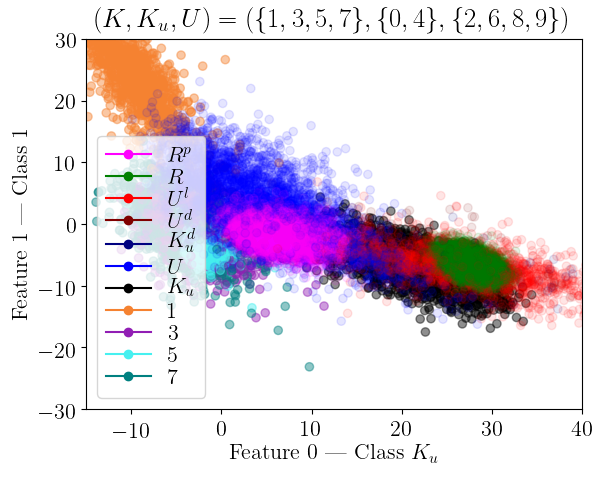 (K, K_u, U) = ({1, 3, 5, 7}, {0, 4}, {2, 6, 8, 9})
30
20
10
0
−10
−20
−30
Feature 1 — Class 1
R^p
R
U^l
U^d
K_u^d
U
K_u
1
3
5
7
−10
0
10
20
30
40
Feature 0 — Class K_u